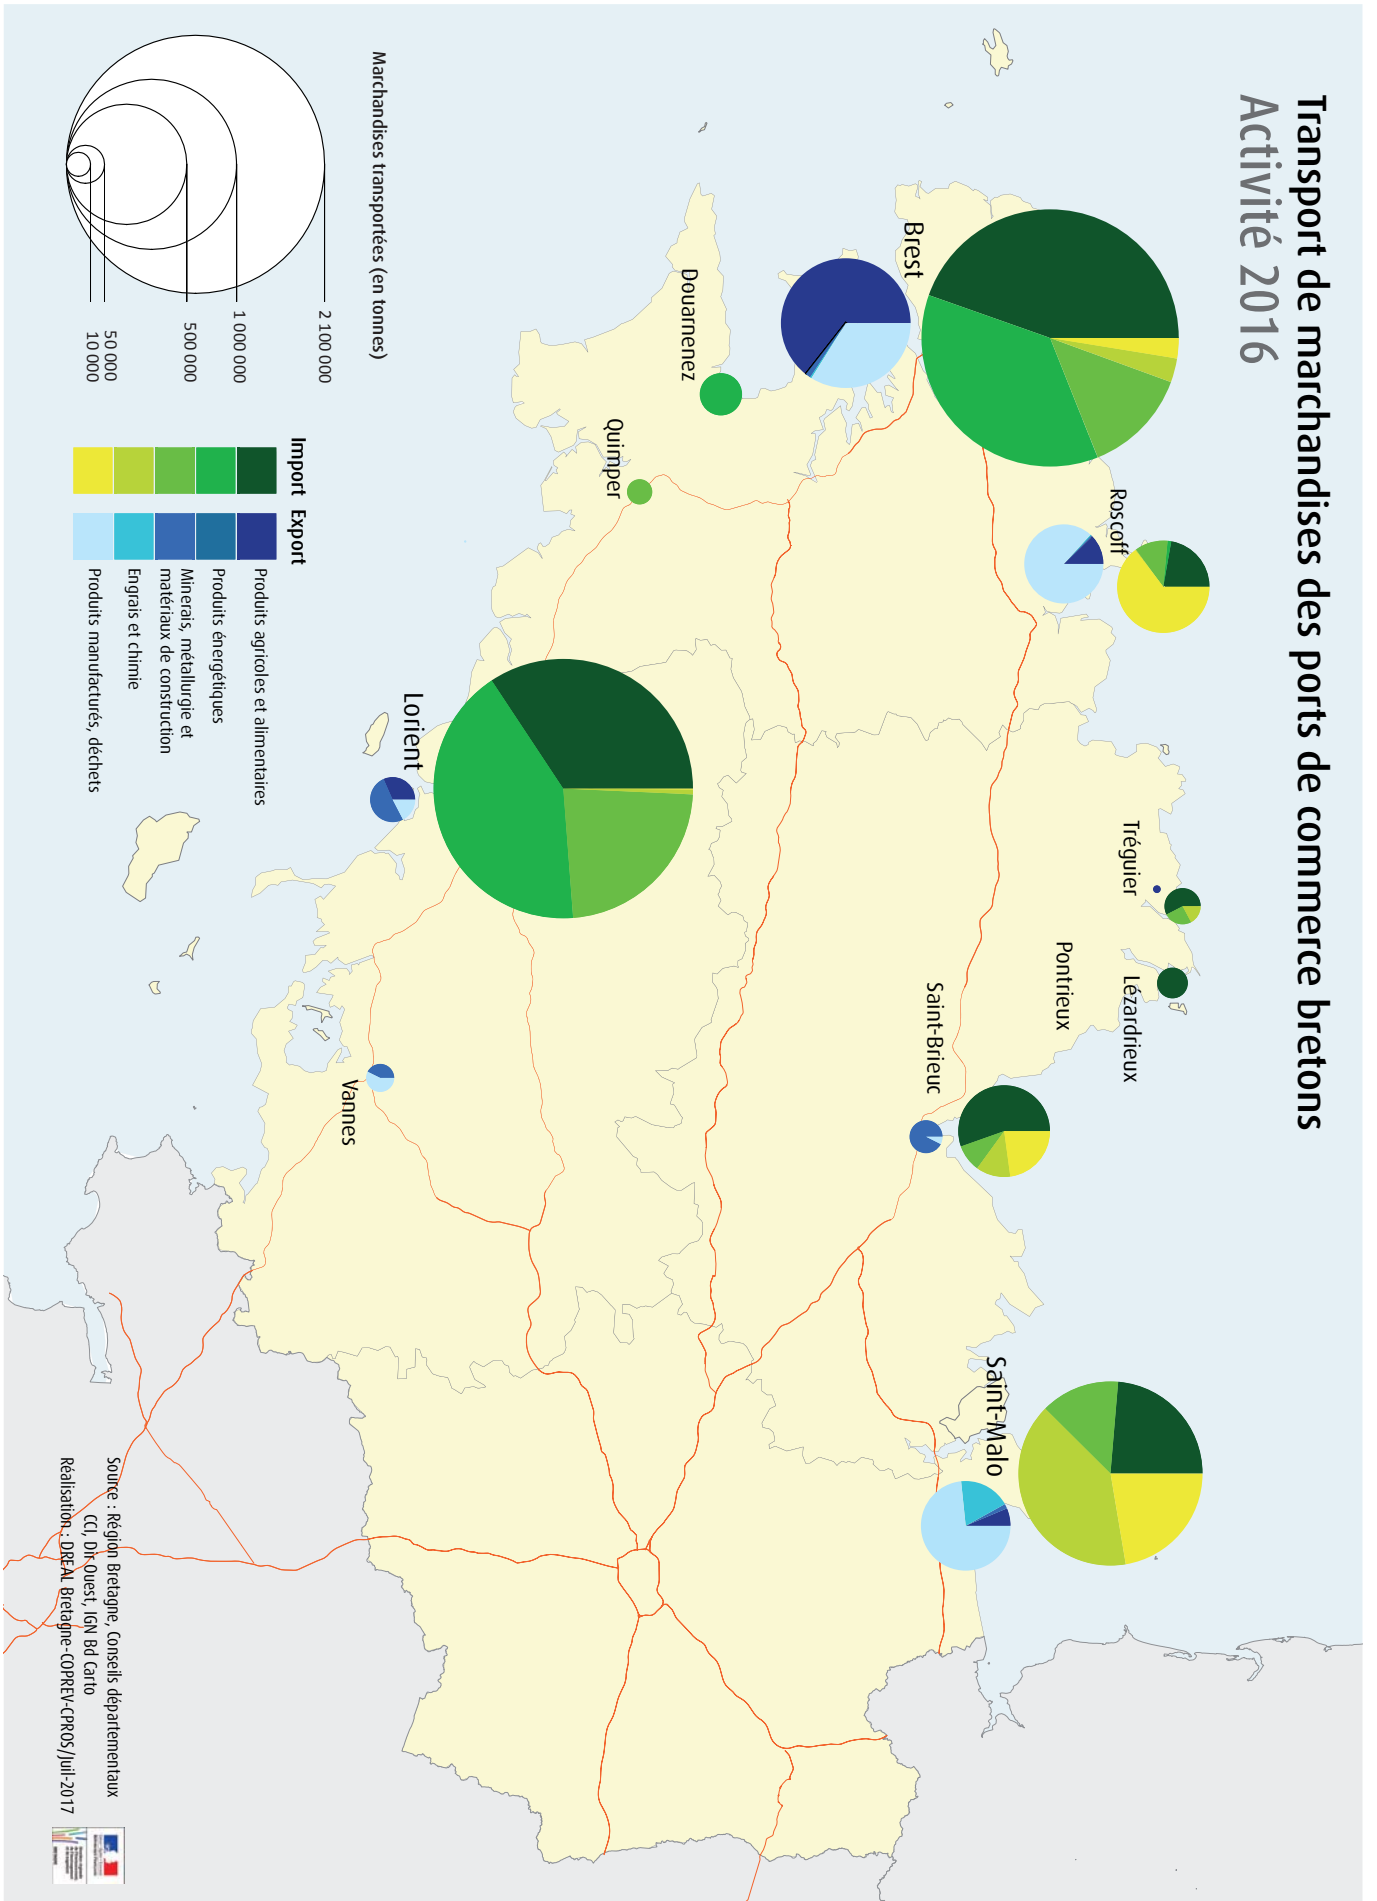 Transport de marchandises des ports de commerce bretons
Activité 2016
Roscoff
Tréguier
Lézardrieux
Pontrieux
Saint-Brieuc
Saint-Malo
Brest
Douarnenez
Quimper
Lorient
Vannes
Marchandises transportées (en tonnes)
2 100 000
1 000 000
500 000
50 000
10 000
Import Export
Produits agricoles et alimentaires
Produits énergétiques
Minerais, métallurgie et
matériaux de construction
Engrais et chimie
Produits manufacturés, déchets
Source : Région Bretagne, Conseils départementaux
CCI, Dir Ouest, IGN Bd Carto
Réalisation : DREAL Bretagne-COPREV-CPROS/Juil-2017